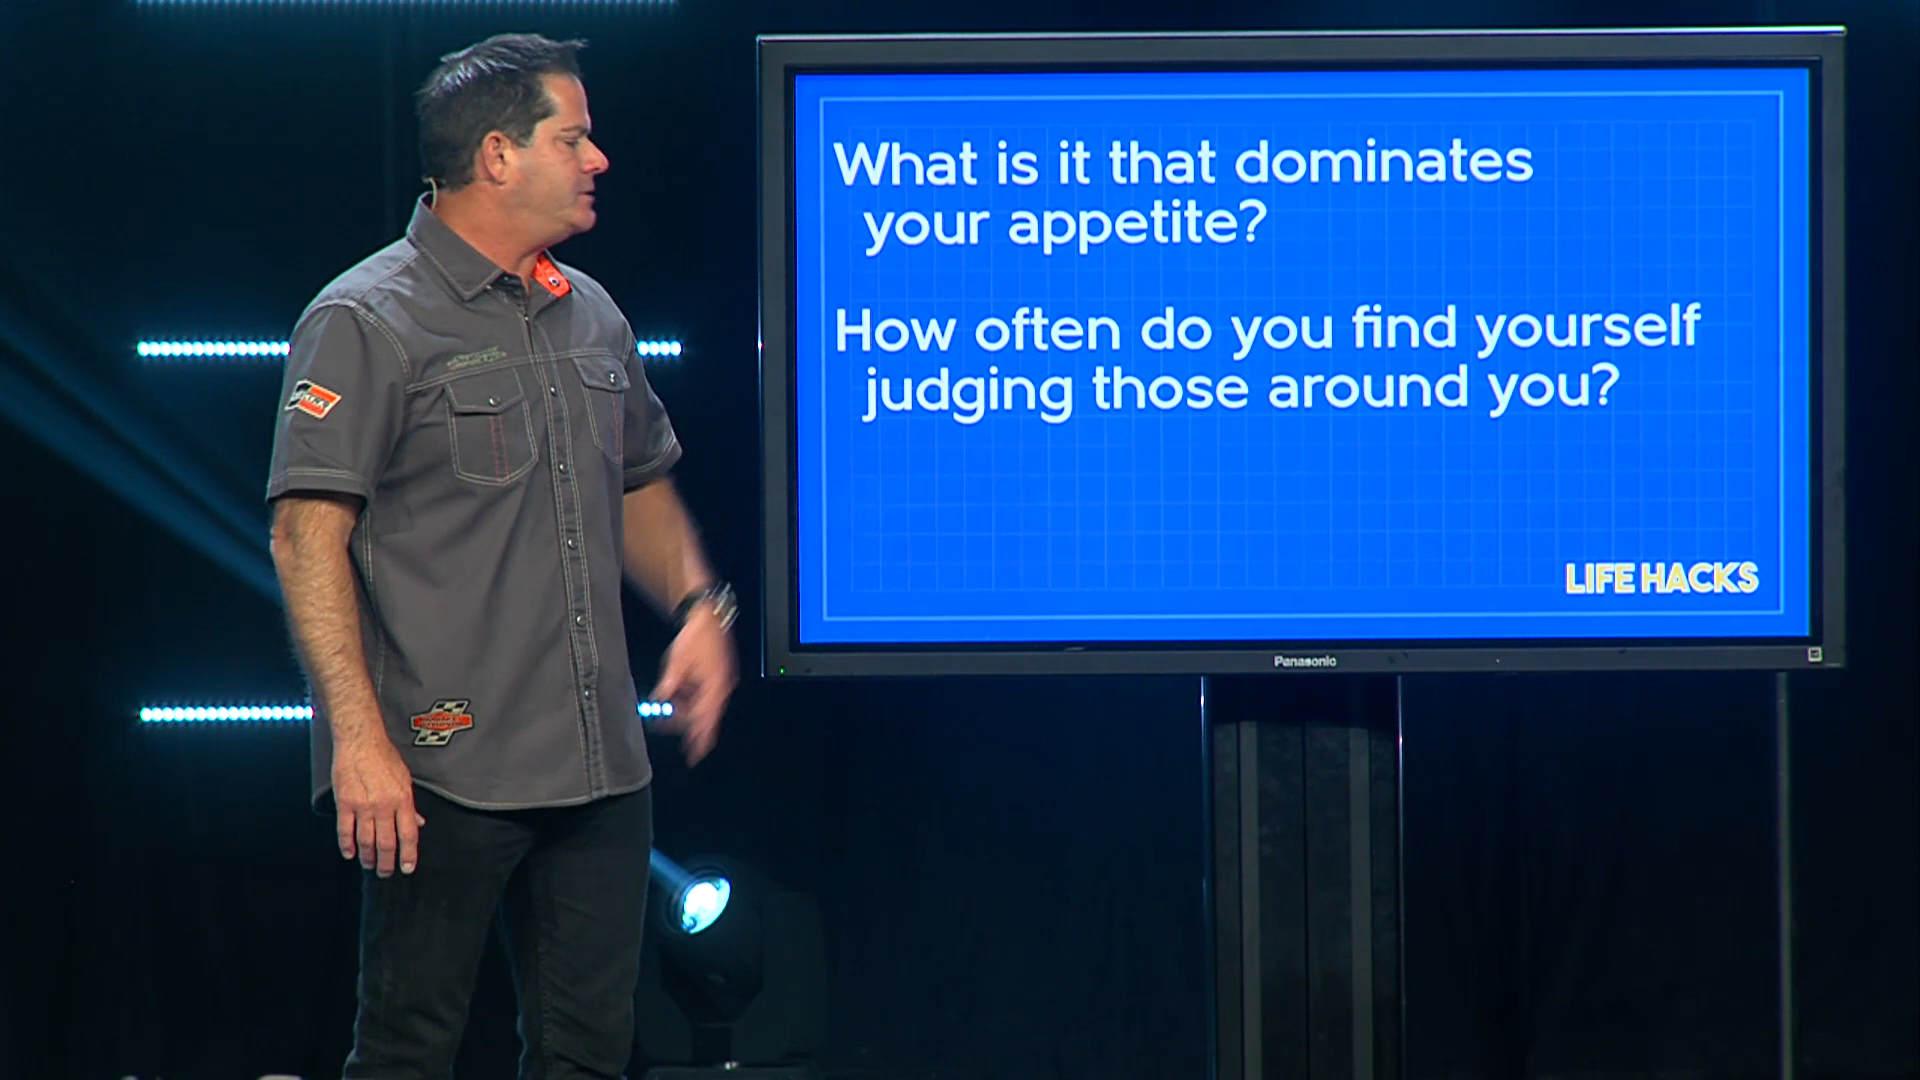 What is it that dominates
your appetite?
How often do you find yourself
judging those around you?
LIFE HACKS
Panasonic